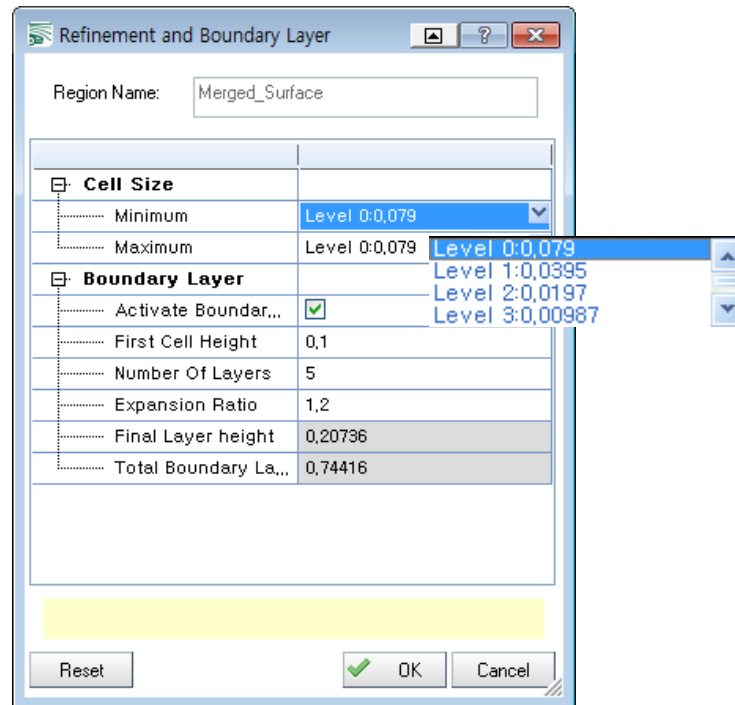 Refinement and Boundary Layer
Region Name: Merged_Surface
Cell Size
Minimum Level 0:0,079
Maximum Level 0:0,079
Level 0:0,079
Level 1:0,0395
Level 2:0,0197
Level 3:0,00987
Boundary Layer
Activate Boundar,,,
First Cell Height 0,1
Number Of Layers 5
Expansion Ratio 1,2
Final Layer height 0,20736
Total Boundary La,,, 0,74416
Reset OK Cancel